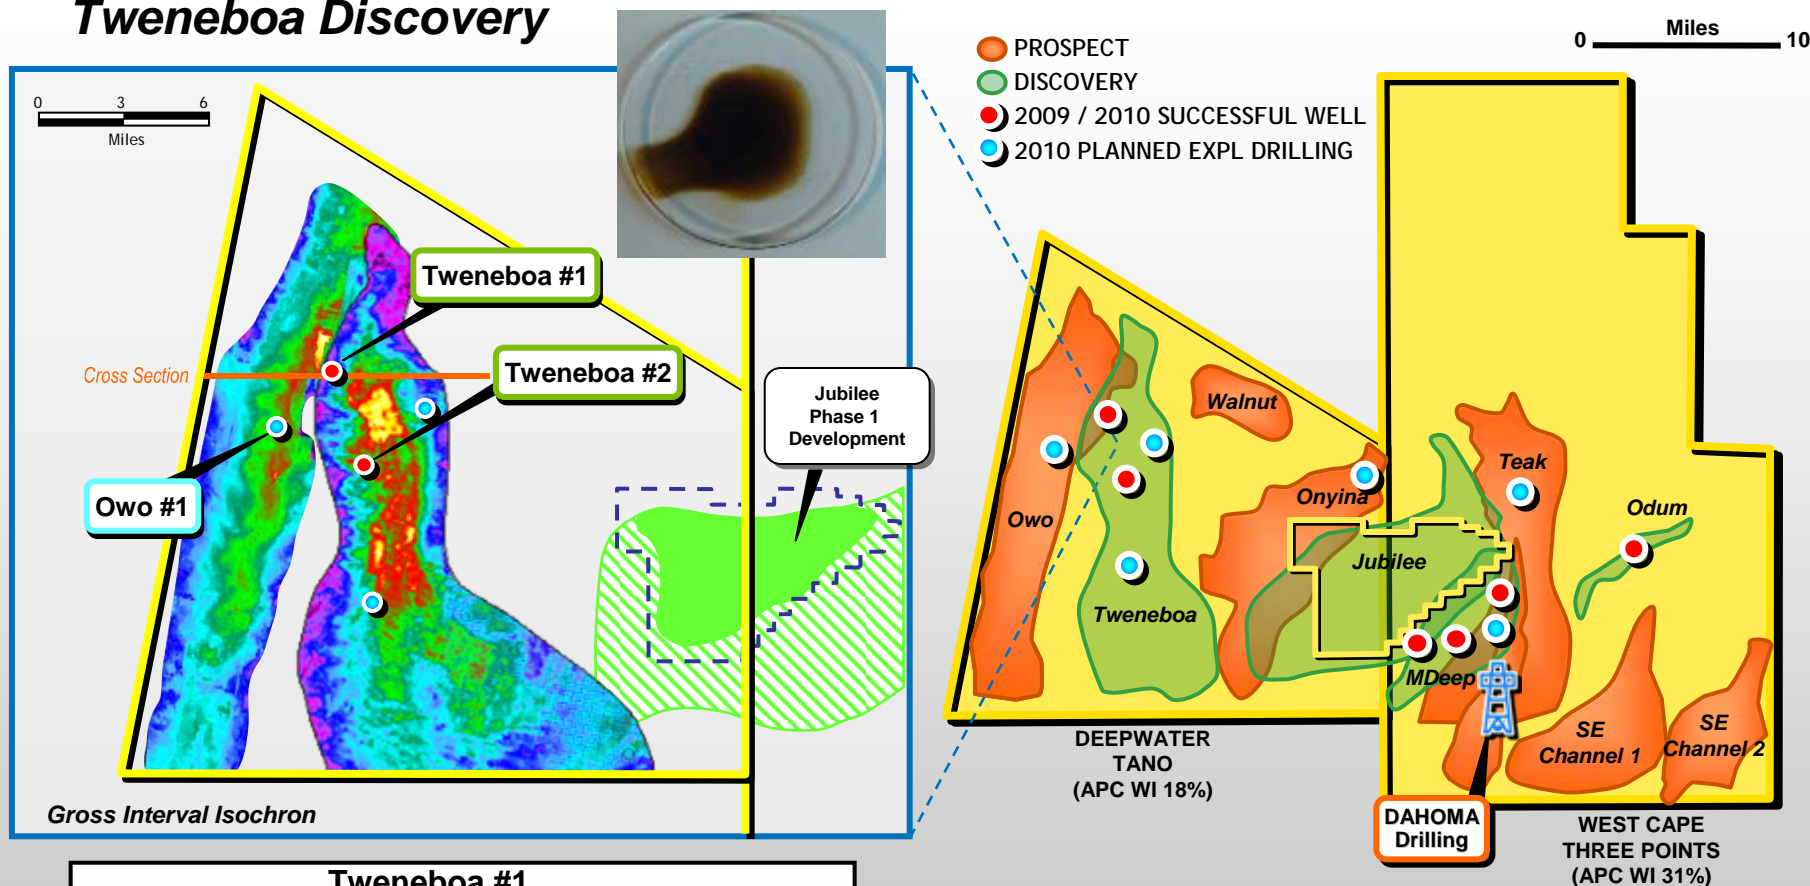 Tweneboa Discovery
0 3 6
Miles
Tweneboa #1
Cross Section
Tweneboa #2
Owo #1
Jubilee
Phase 1
Development
Gross Interval Isochron
Tweneboa #1
PROSPECT
DISCOVERY
2009 / 2010 SUCCESSFUL WELL
2010 PLANNED EXPL DRILLING
Miles
0 10
Walnut
Teak
Onyina
Odum
Owo
Jubilee
Tweneboa
MDeep
SE
Channel 1
SE
Channel 2
DEEPWATER
TANO
(APC WI 18%)
DAHOMA
Drilling
WEST CAPE
THREE POINTS
(APC WI 31%)